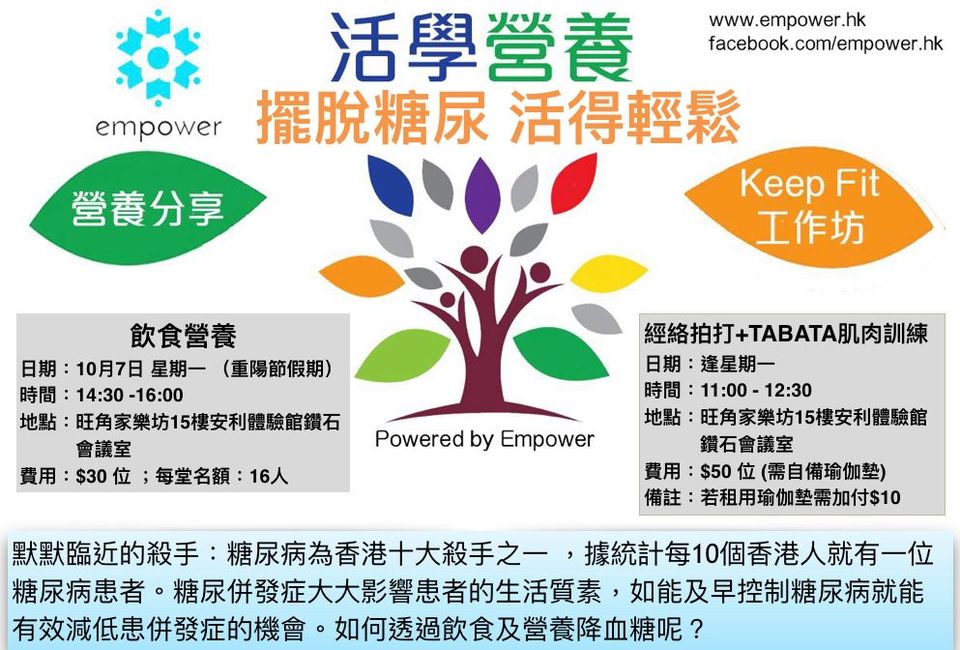 www.empower.hk
facebook.com/empower.hk
活學營養
empower
擺脫糖尿 活得輕鬆
營養分享
Keep Fit
工作坊
飲食營養
日期：10月7日 星期一 （重陽節假期）
時間：14:30 -16:00
地點：旺角家樂坊15樓安利體驗館鑽石
會議室
費用：$30 位 ；每堂名額：16人
Powered by Empower
經絡拍打+TABATA肌肉訓練
日期：逢星期一
時間：11:00 - 12:30
地點：旺角家樂坊15樓安利體驗館
鑽石會議室
費用：$50 位 (需自備瑜伽墊)
備註：若租用瑜伽墊需加付$10
默默臨近的殺手：糖尿病為香港十大殺手之一 ，據統計每10個香港人就有一位
糖尿病患者。糖尿併發症大大影響患者的生活質素，如能及早控制糖尿病就能
有效減低患併發症的機會。如何透過飲食及營養降血糖呢？